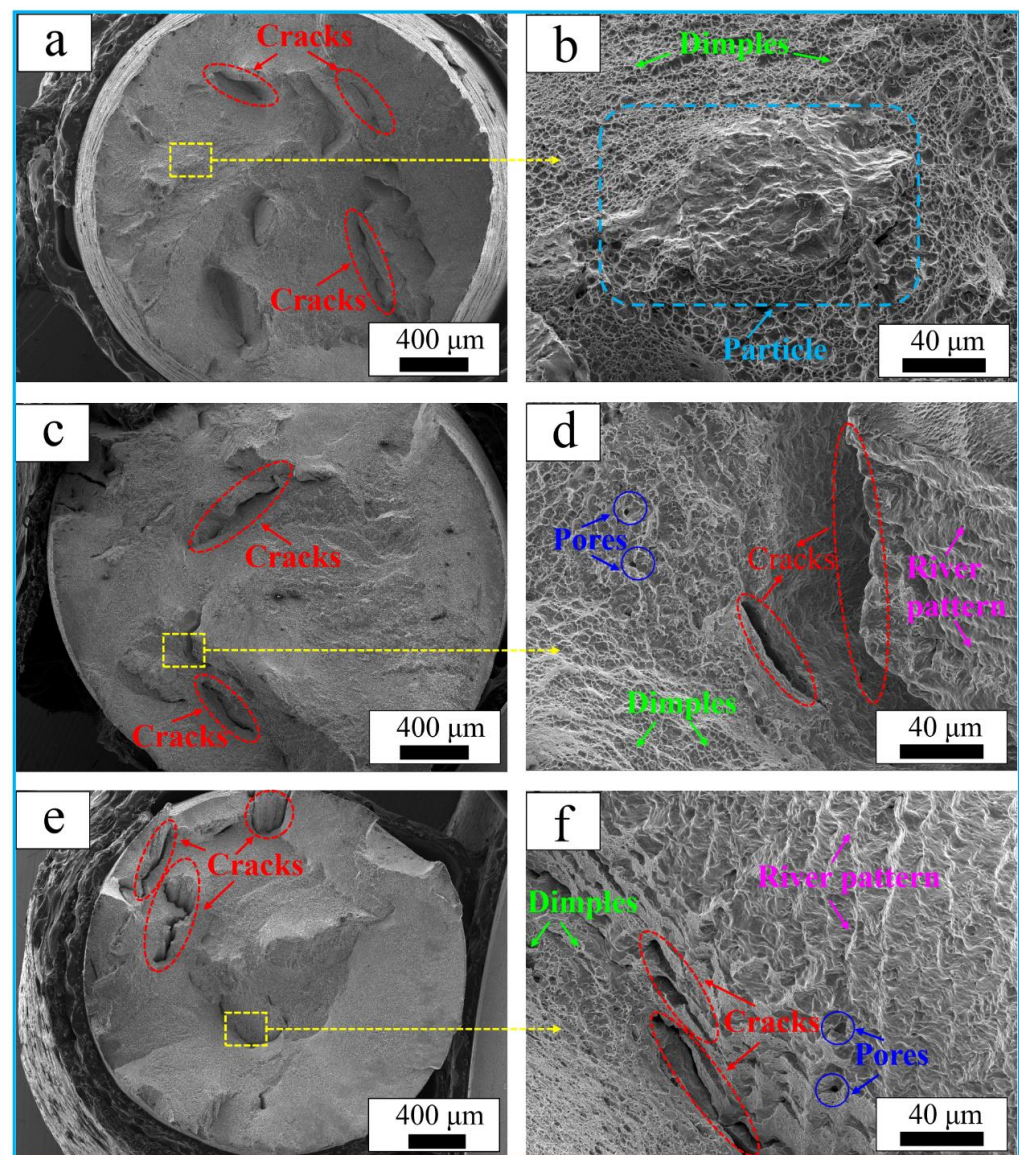 a
Cracks
Cracks
400 μm
b
Dimples
Particle
40 μm
c
Cracks
Cracks
400 μm
d
Pores
Cracks
River
pattern
Dimples
40 μm
e
Cracks
400 μm
f
River pattern
Dimples
Cracks
Pores
40 μm